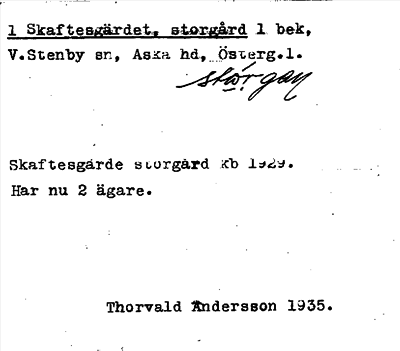 1 Skaftesgärdet, storgård 1 bek,
V.Stenby sn, Aska hd, Österg.l.
Skaftesgärde storgård kb 1929.
Har nu 2 ägare.
Thorvald Andersson 1935.